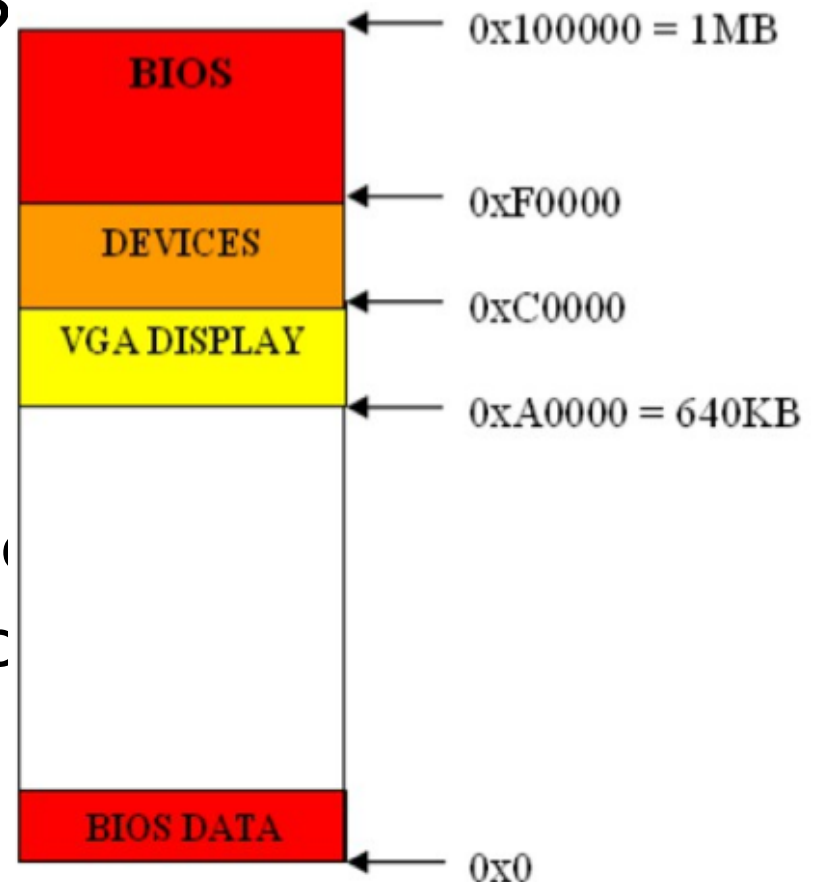 0x100000 = 1MB
BIOS
0xF0000
DEVICES
0xC0000
VGA DISPLAY
0xA0000 = 640KB
BIOS DATA
0x0